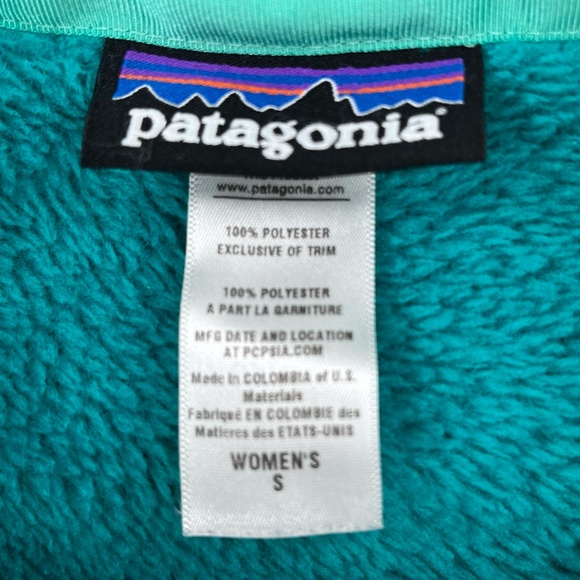 patagonia
www.patagonia.com
100% POLYESTER
EXCLUSIVE OF TRIM
100% POLYESTER
A PART LA GARNITURE
MFG DATE AND LOCATION
AT PCPSIA.COM
Made in COLOMBIA of U.S.
Materials
Fabriqué EN COLOMBIE des
Matieres des ETATS-UNIS
WOMEN'S
S